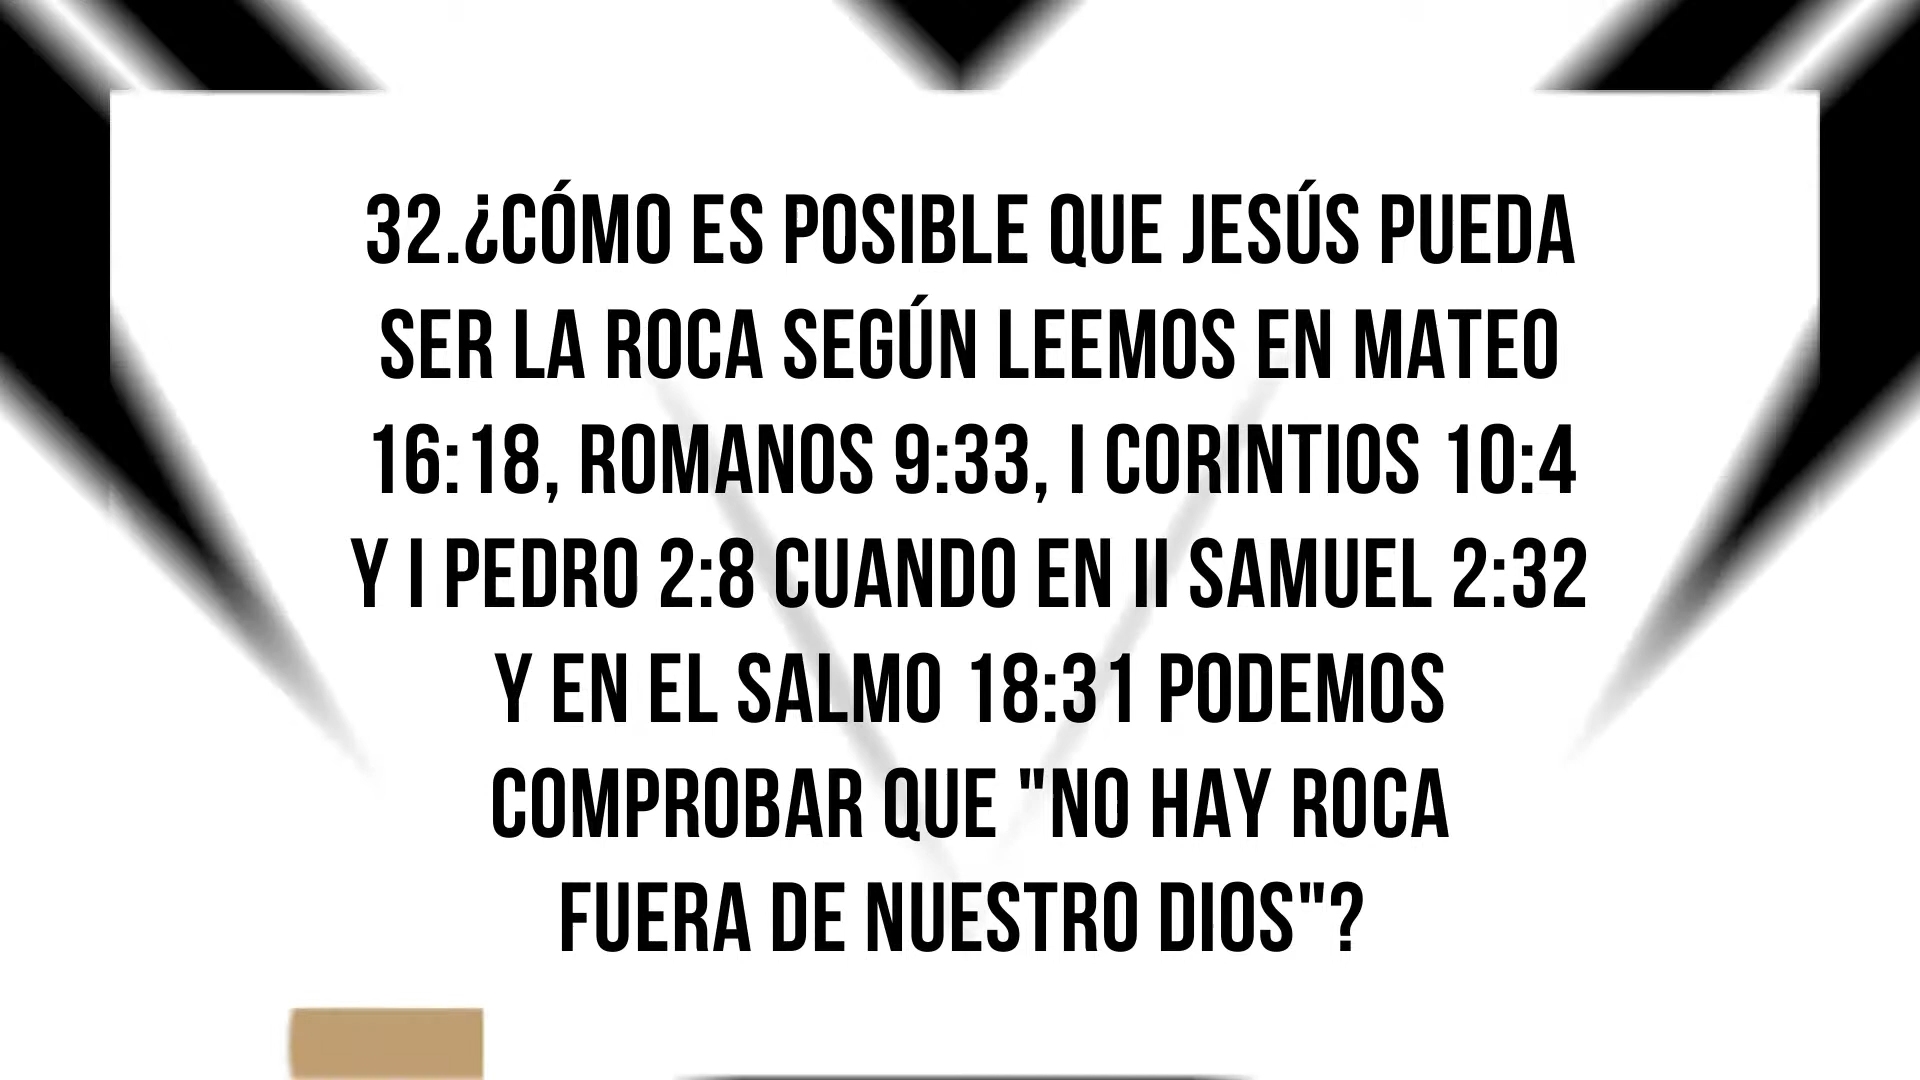 32.¿CÓMO ES POSIBLE QUE JESÚS PUEDA
SER LA ROCA SEGÚN LEEMOS EN MATEO
16:18, ROMANOS 9:33, I CORINTIOS 10:4
Y I PEDRO 2:8 CUANDO EN II SAMUEL 2:32
Y EN EL SALMO 18:31 PODEMOS
COMPROBAR QUE "NO HAY ROCA
FUERA DE NUESTRO DIOS"?